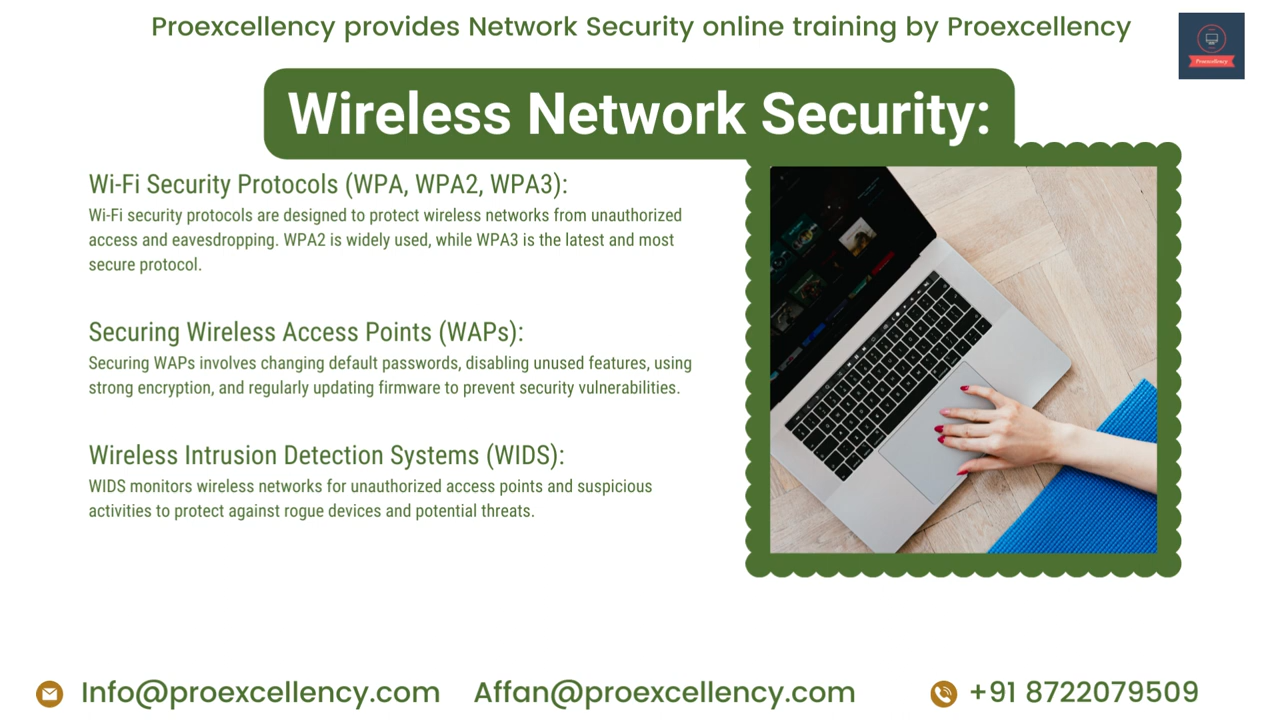 Proexcellency provides Network Security online training by Proexcellency
Proexcellency
Wireless Network Security:
Wi-Fi Security Protocols (WPA, WPA2, WPA3):
Wi-Fi security protocols are designed to protect wireless networks from unauthorized
access and eavesdropping. WPA2 is widely used, while WPA3 is the latest and most
secure protocol.
Securing Wireless Access Points (WAPs):
Securing WAPs involves changing default passwords, disabling unused features, using
strong encryption, and regularly updating firmware to prevent security vulnerabilities.
Wireless Intrusion Detection Systems (WIDS):
WIDS monitors wireless networks for unauthorized access points and suspicious
activities to protect against rogue devices and potential threats.
Info@proexcellency.com Affan@proexcellency.com +91 8722079509